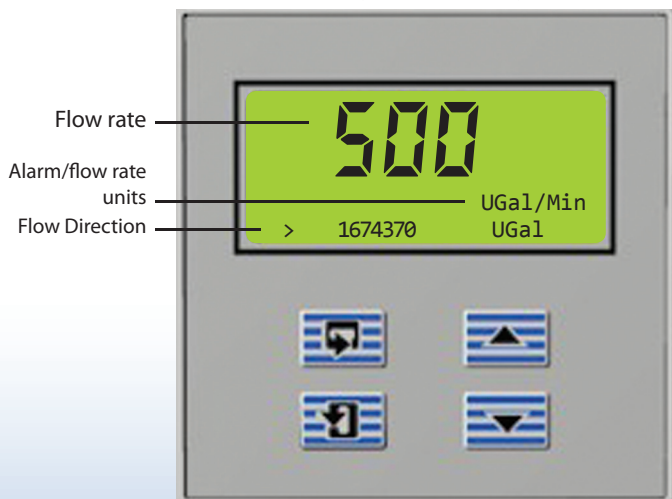 500
Flow rate
Alarm/flow rate
units
UGal/Min
Flow Direction
> 1674370 UGal